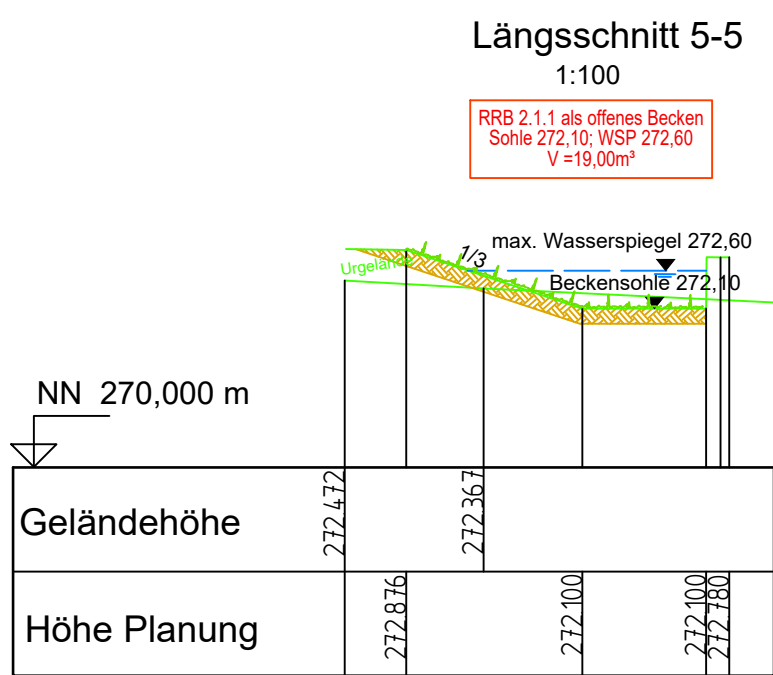 Längsschnitt 5-5
1:100
RRB 2.1.1 als offenes Becken
Sohle 272,10; WSP 272,60
V =19,00m³
max. Wasserspiegel 272,60
1/3
Urgelände
Beckensohle 272,10
NN 270,000 m
Geländehöhe
272.472
272.367
Höhe Planung
272.876
272.100
272.100
272.780